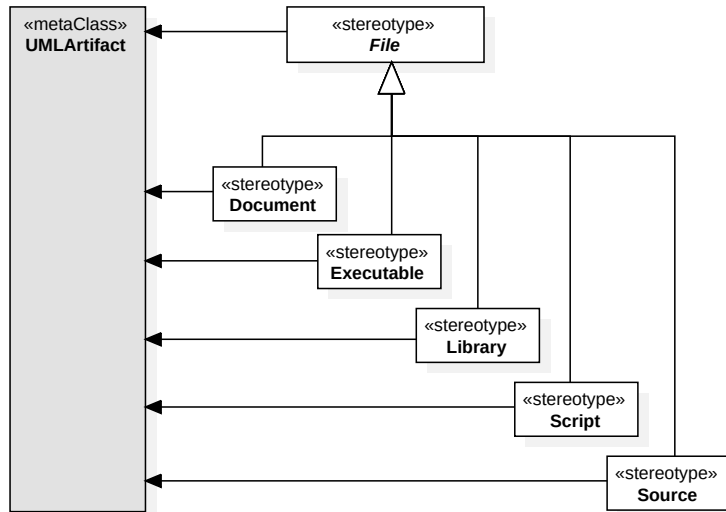 «metaClass»
UMLArtifact
«stereotype»
File
«stereotype»
Document
«stereotype»
Executable
«stereotype»
Library
«stereotype»
Script
«stereotype»
Source